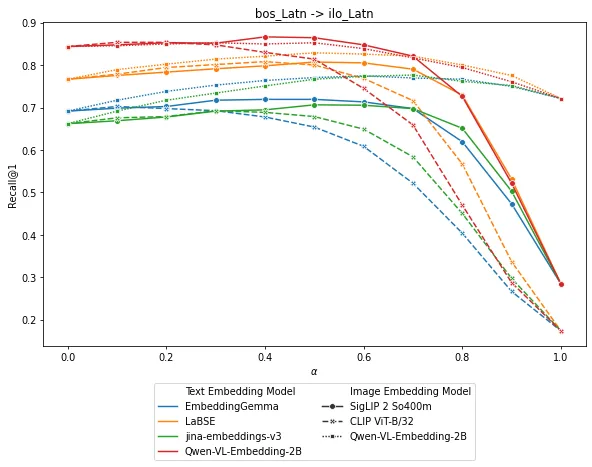 bos_Latn -> ilo_Latn
Recall@1
0.9
0.8
0.7
0.6
0.5
0.4
0.3
0.2
0.0 0.2 0.4 0.6 0.8 1.0
α
Text Embedding Model Image Embedding Model
EmbeddingGemma SigLIP 2 So400m
LaBSE CLIP ViT-B/32
jina-embeddings-v3 Qwen-VL-Embedding-2B
Qwen-VL-Embedding-2B